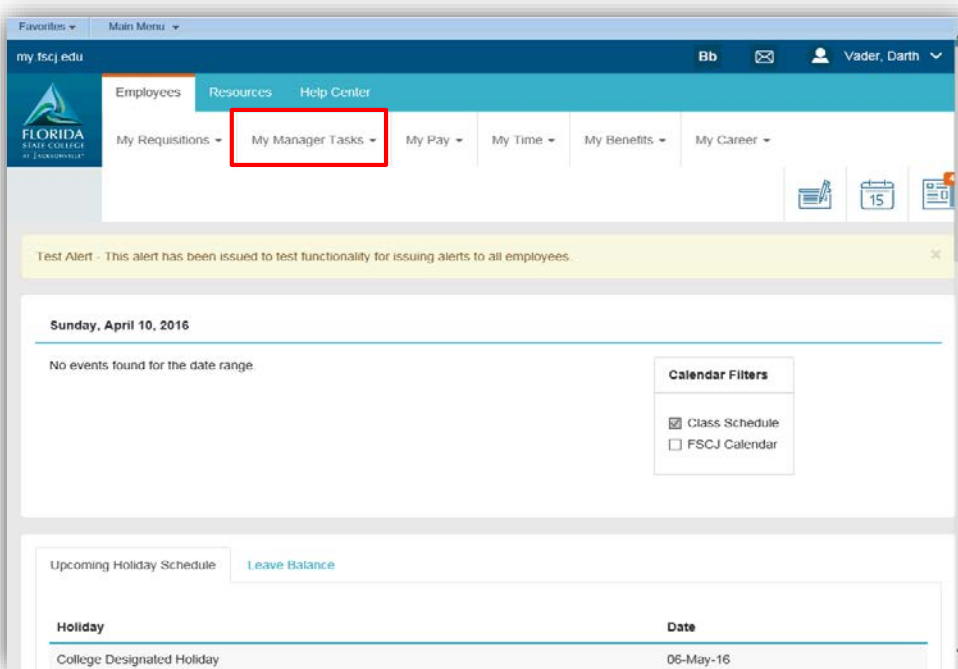 Favorites Main Menu
my.fscj.edu Bb Vader, Darth
Employees Resources Help Center
FLORIDA
STATE COLLEGE
AT JACKSONVILLE
My Requisitions My Manager Tasks My Pay My Time My Benefits My Career
15 4
Test Alert - This alert has been issued to test functionality for issuing alerts to all employees.
Sunday, April 10, 2016
No events found for the date range.
Calendar Filters
Class Schedule
FSCJ Calendar
Upcoming Holiday Schedule Leave Balance
Holiday Date
College Designated Holiday 06-May-16